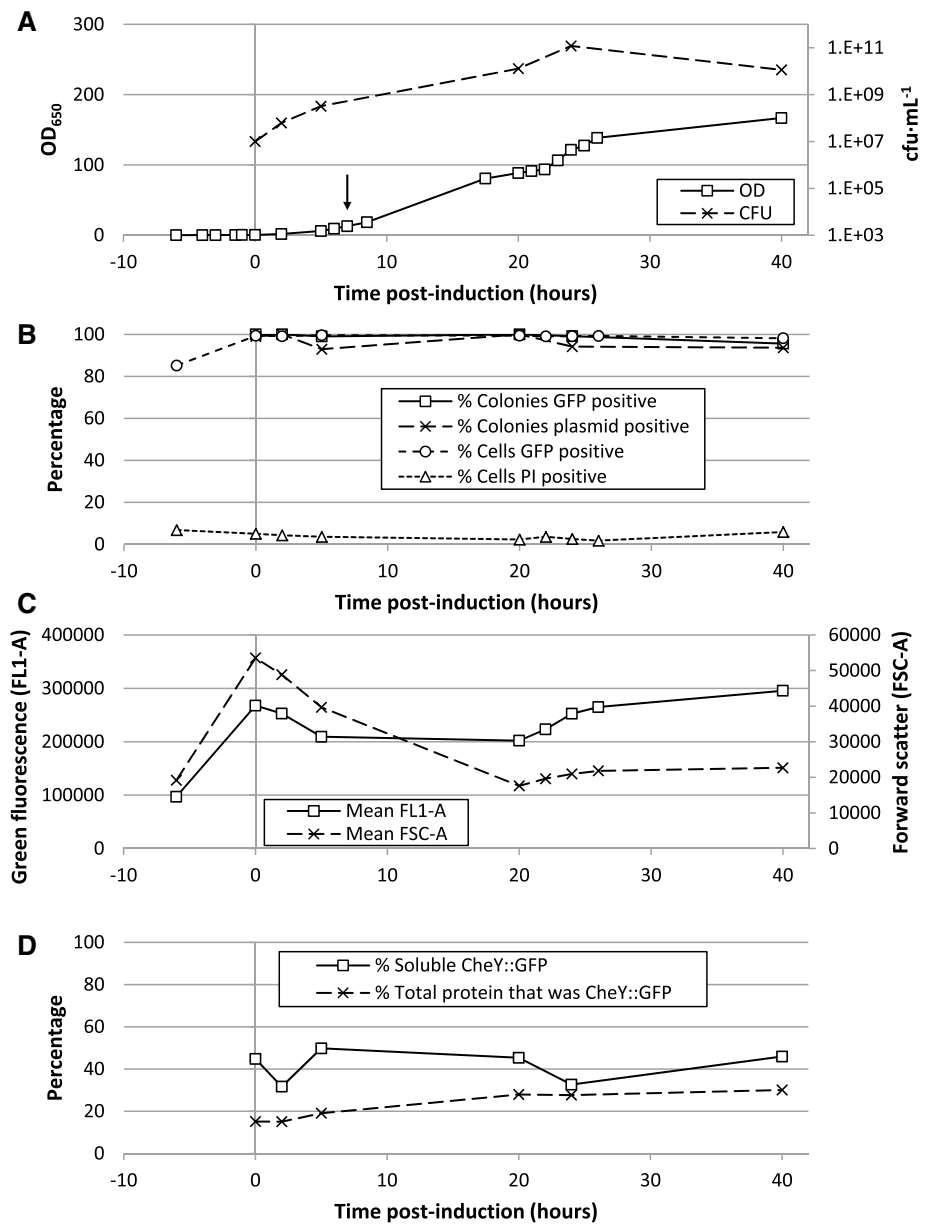 A
300
200
100
0
OD650
1.E+11
1.E+09
1.E+07
1.E+05
1.E+03
cfu·mL-1
OD
CFU
-10 0 10 20 30 40
Time post-induction (hours)
B
100
80
60
40
20
0
Percentage
% Colonies GFP positive
% Colonies plasmid positive
% Cells GFP positive
% Cells PI positive
-10 0 10 20 30 40
Time post-induction (hours)
C
400000
300000
200000
100000
0
Green fluorescence (FL1-A)
60000
50000
40000
30000
20000
10000
0
Forward scatter (FSC-A)
Mean FL1-A
Mean FSC-A
-10 0 10 20 30 40
D
100
80
60
40
20
0
Percentage
% Soluble CheY::GFP
% Total protein that was CheY::GFP
-10 0 10 20 30 40
Time post-induction (hours)